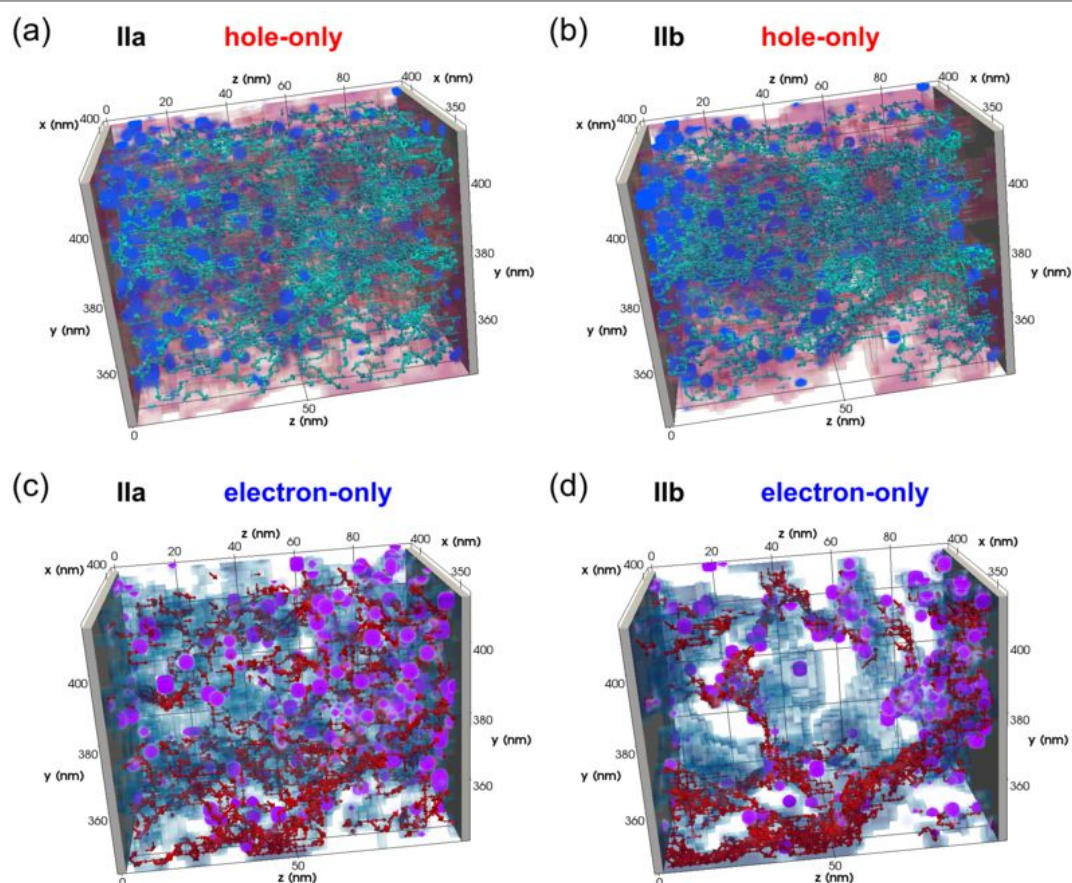 (a) IIa hole-only
z (nm)
x (nm)
0 20 40 60 80 400
x (nm) 400
350
400
400
380
y (nm)
380
360
y (nm)
360
50
z (nm)
0
(b) IIb hole-only
z (nm)
x (nm)
0 20 40 60 80 400
x (nm) 400
350
400
400
380
y (nm)
380
360
y (nm)
360
50
z (nm)
0
(c) IIa electron-only
z (nm)
x (nm)
0 20 40 60 80 400
x (nm) 400
350
400
400
380
y (nm)
380
360
y (nm)
360
50
z (nm)
0
(d) IIb electron-only
z (nm)
x (nm)
0 20 40 60 80 400
x (nm) 400
350
400
400
380
y (nm)
380
360
y (nm)
360
50
z (nm)
0